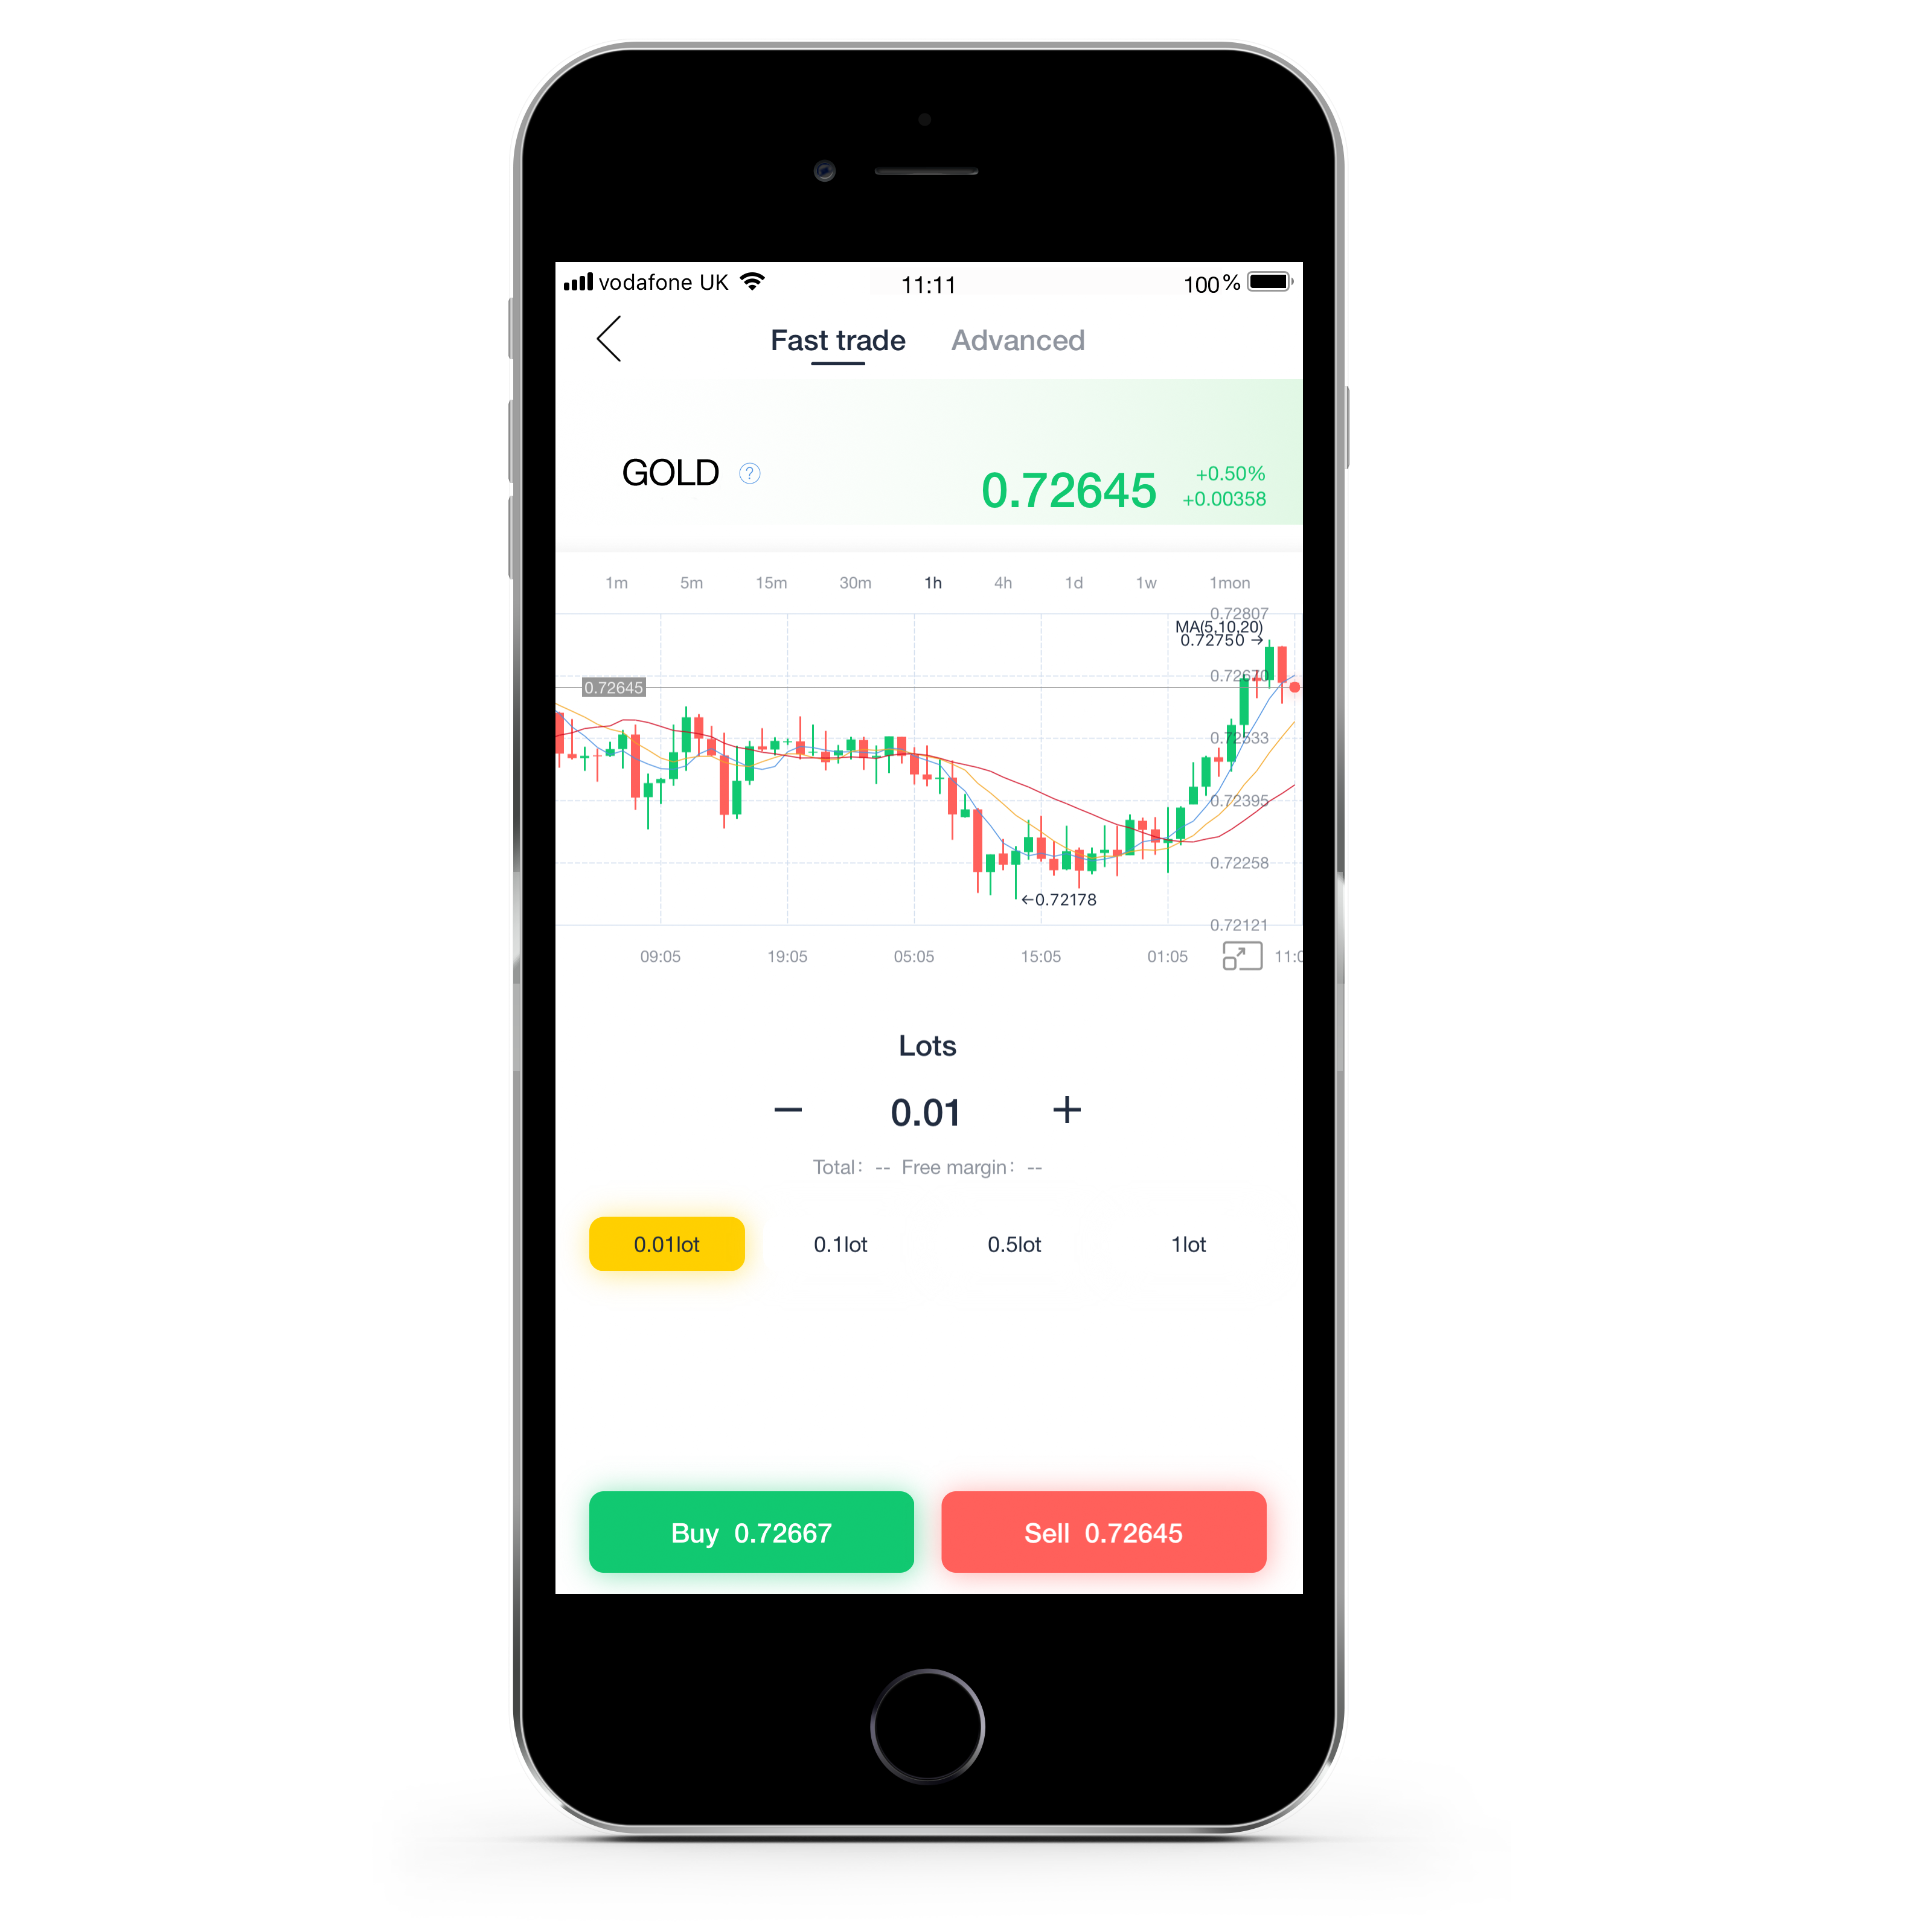 vodafone UK 11:11 100%
Fast trade Advanced
GOLD ? 0.72645 +0.50%
+0.00358
1m 5m 15m 30m 1h 4h 1d 1w 1mon
0.72807
MA(5,10,20)
0.72750→
0.72670
0.72645
0.72533
0.72395
0.72258
←0.72178
0.72121
09:05 19:05 05:05 15:05 01:05 11:0
Lots
− 0.01 +
Total: -- Free margin: --
0.01lot 0.1lot 0.5lot 1lot
Buy 0.72667 Sell 0.72645